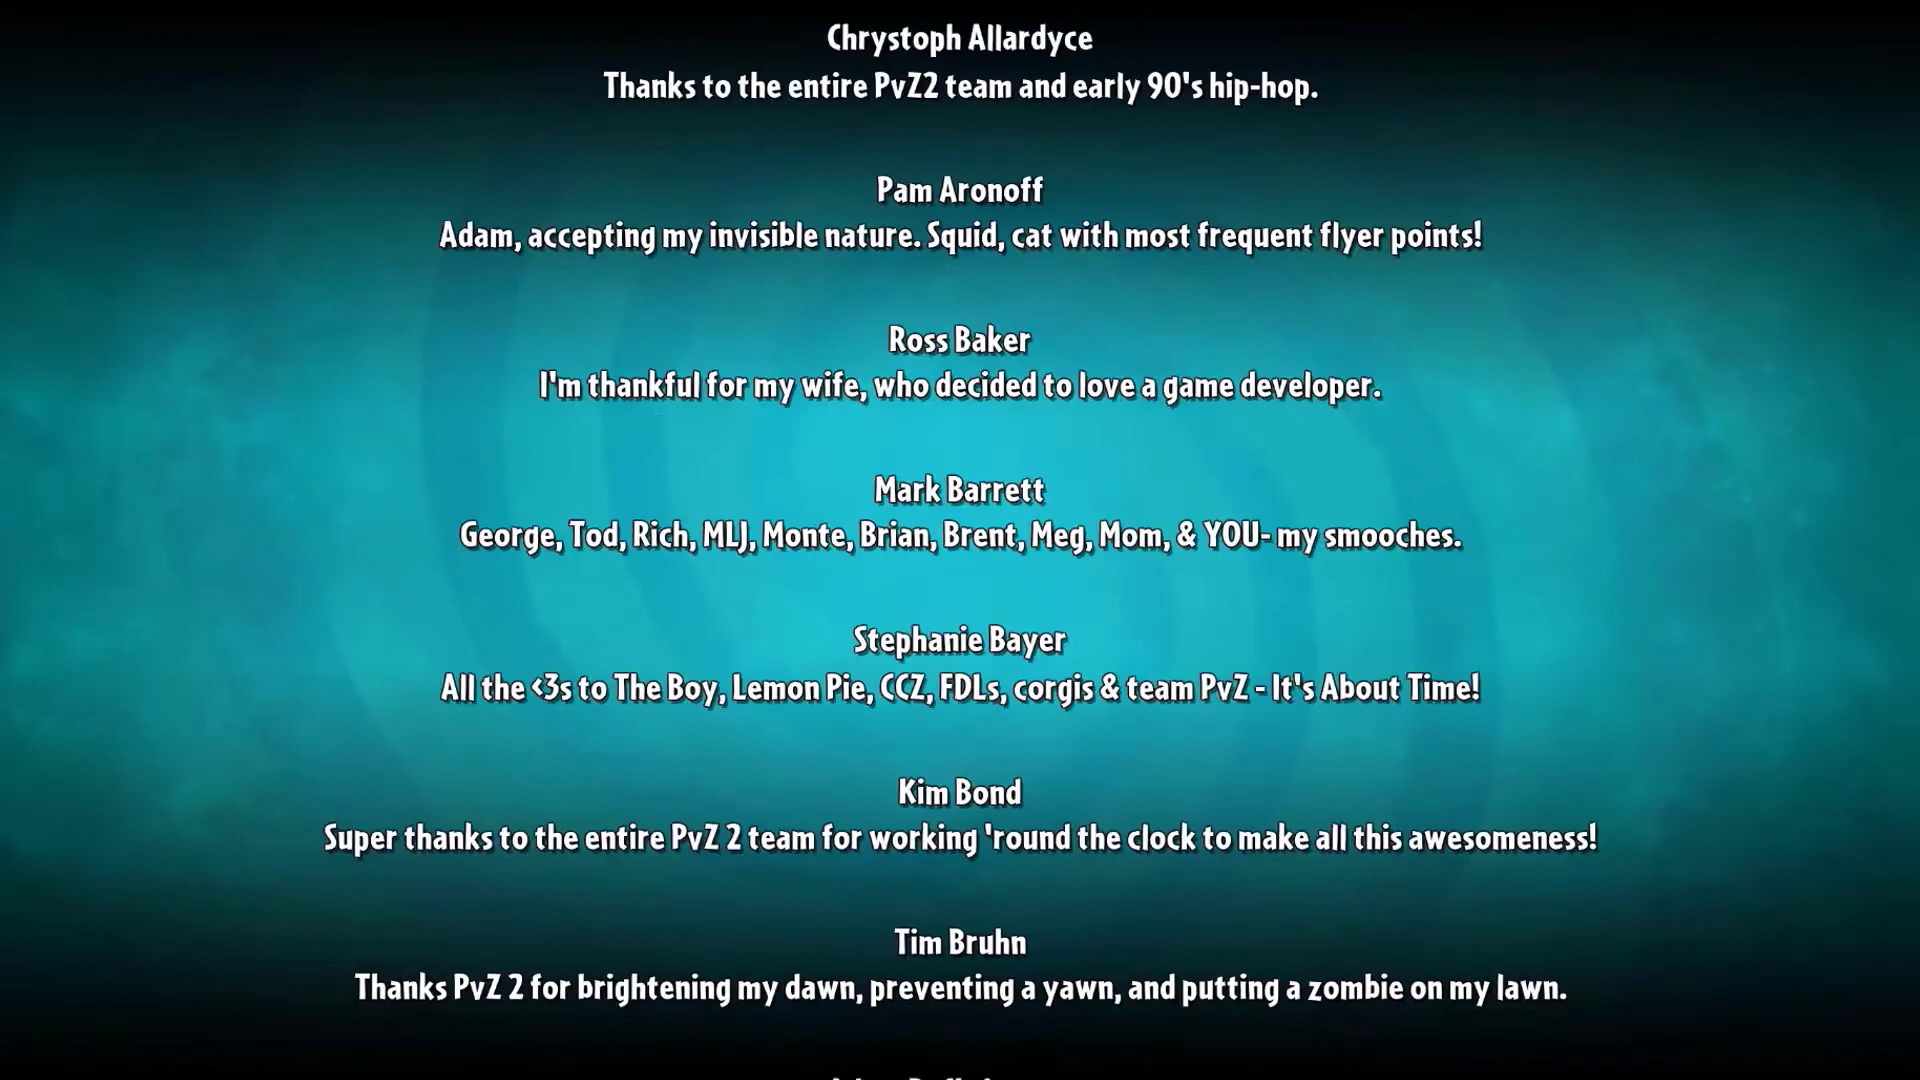 Chrystoph Allardyce
Thanks to the entire PvZ2 team and early 90's hip-hop.
Pam Aronoff
Adam, accepting my invisible nature. Squid, cat with most frequent flyer points!
Ross Baker
I'm thankful for my wife, who decided to love a game developer.
Mark Barrett
George, Tod, Rich, MLJ, Monte, Brian, Brent, Meg, Mom, & YOU- my smooches.
Stephanie Bayer
All the <3s to The Boy, Lemon Pie, CCZ, FDLs, corgis & team PvZ - It's About Time!
Kim Bond
Super thanks to the entire PvZ 2 team for working 'round the clock to make all this awesomeness!
Tim Bruhn
Thanks PvZ 2 for brightening my dawn, preventing a yawn, and putting a zombie on my lawn.